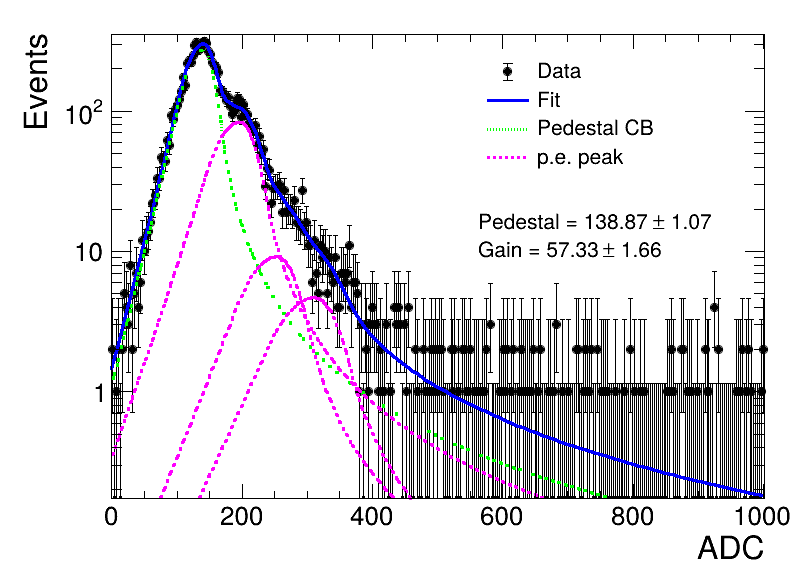 Events
Data
Fit
Pedestal CB
p.e. peak
Pedestal = 138.87 ± 1.07
Gain = 57.33 ± 1.66
10²
10
1
0 200 400 600 800 1000
ADC